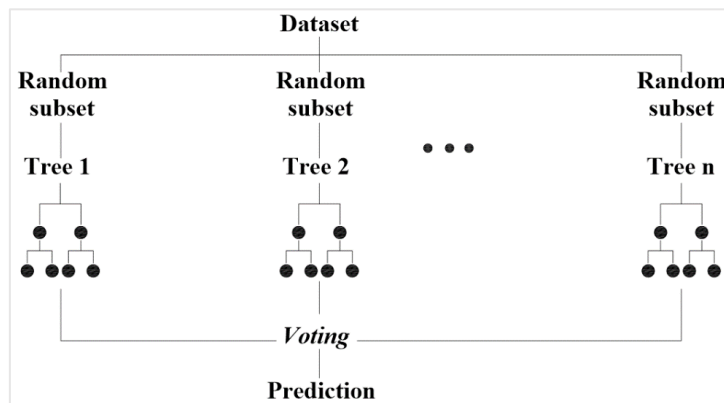 Dataset
Random
subset
Random
subset
Random
subset
Tree 1
Tree 2
Tree n
Voting
Prediction